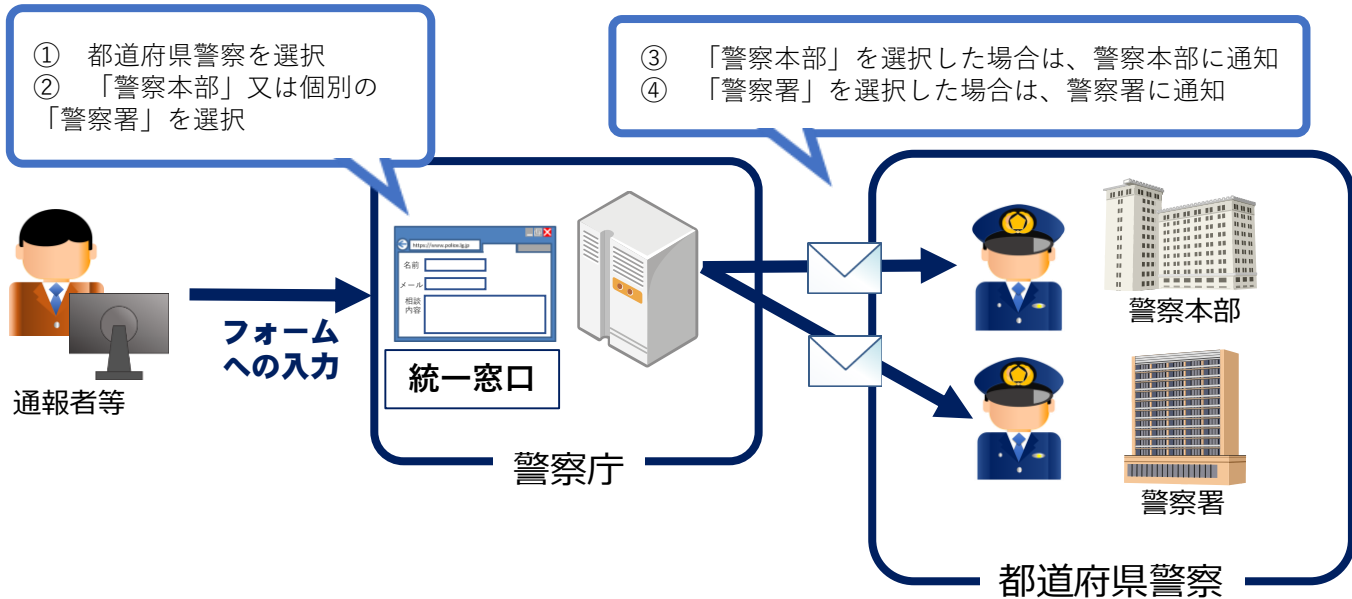 ① 都道府県警察を選択
② 「警察本部」又は個別の
「警察署」を選択
③ 「警察本部」を選択した場合は、警察本部に通知
④ 「警察署」を選択した場合は、警察署に通知
通報者等
フォーム
への入力
https://www.police.lg.jp
名前
メール
相談
内容
統一窓口
警察庁
警察本部
警察署
都道府県警察